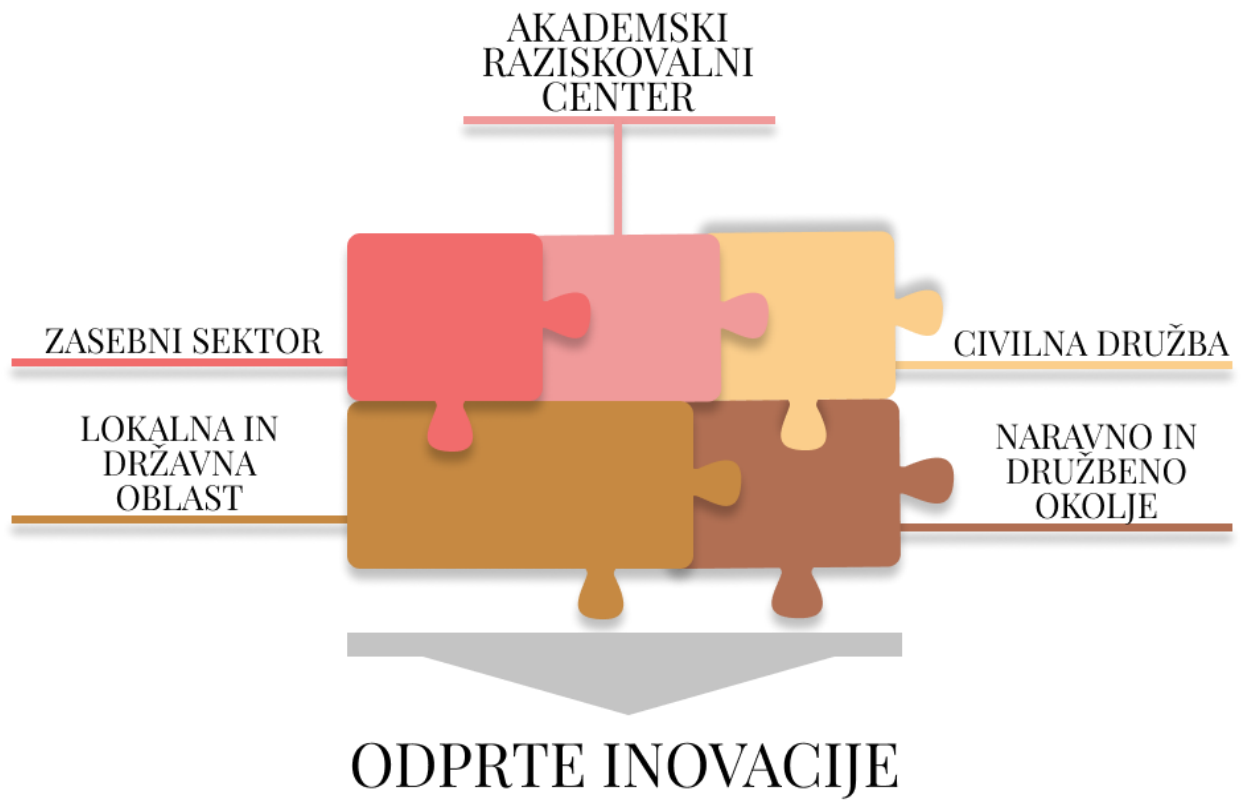 AKADEMSKI
RAZISKOVALNI
CENTER
ZASEBNI SEKTOR
CIVILNA DRUŽBA
LOKALNA IN
DRŽAVNA
OBLAST
NARAVNO IN
DRUŽBENO
OKOLJE
ODPRTE INOVACIJE